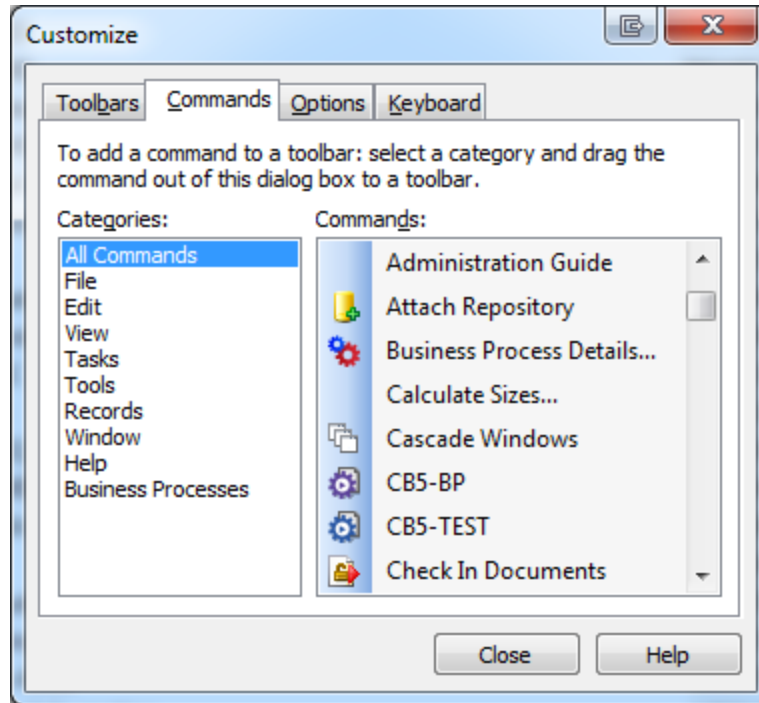 Customize
Toolbars
Commands
Options
Keyboard
To add a command to a toolbar: select a category and drag the
command out of this dialog box to a toolbar.
Categories:
All Commands
File
Edit
View
Tasks
Tools
Records
Window
Help
Business Processes
Commands:
Administration Guide
Attach Repository
Business Process Details...
Calculate Sizes...
Cascade Windows
CB5-BP
CB5-TEST
Check In Documents
Close
Help